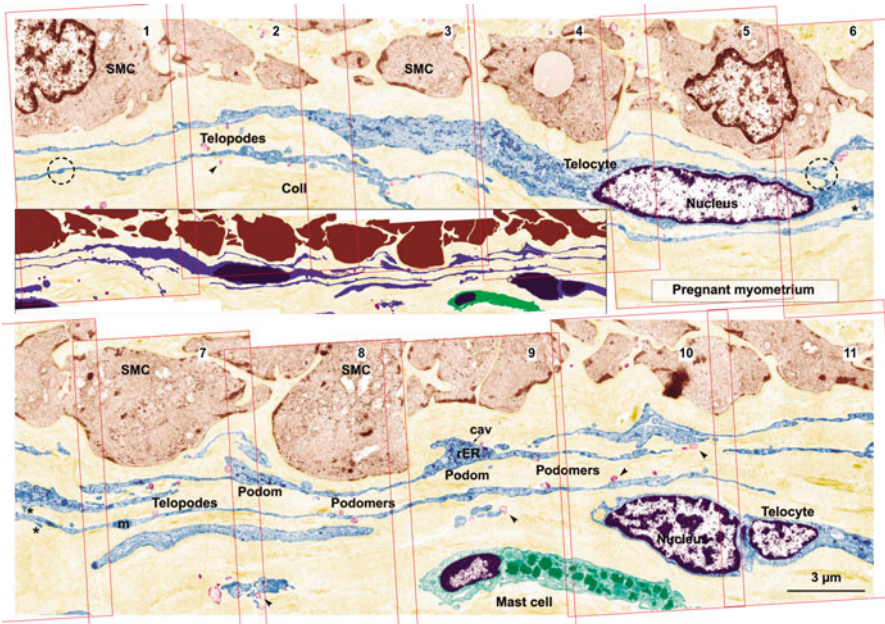 1 2 3 4 5 6
SMC
SMC
Telopodes
Telocyte
Coll
Nucleus
*
Pregnant myometrium
7 8 9 10 11
SMC
SMC
cav
rER
Podom
Podom
Podomers
Telopodes
Podomers
*
*
m
Telocyte
Nucleus
3 µm
Mast cell